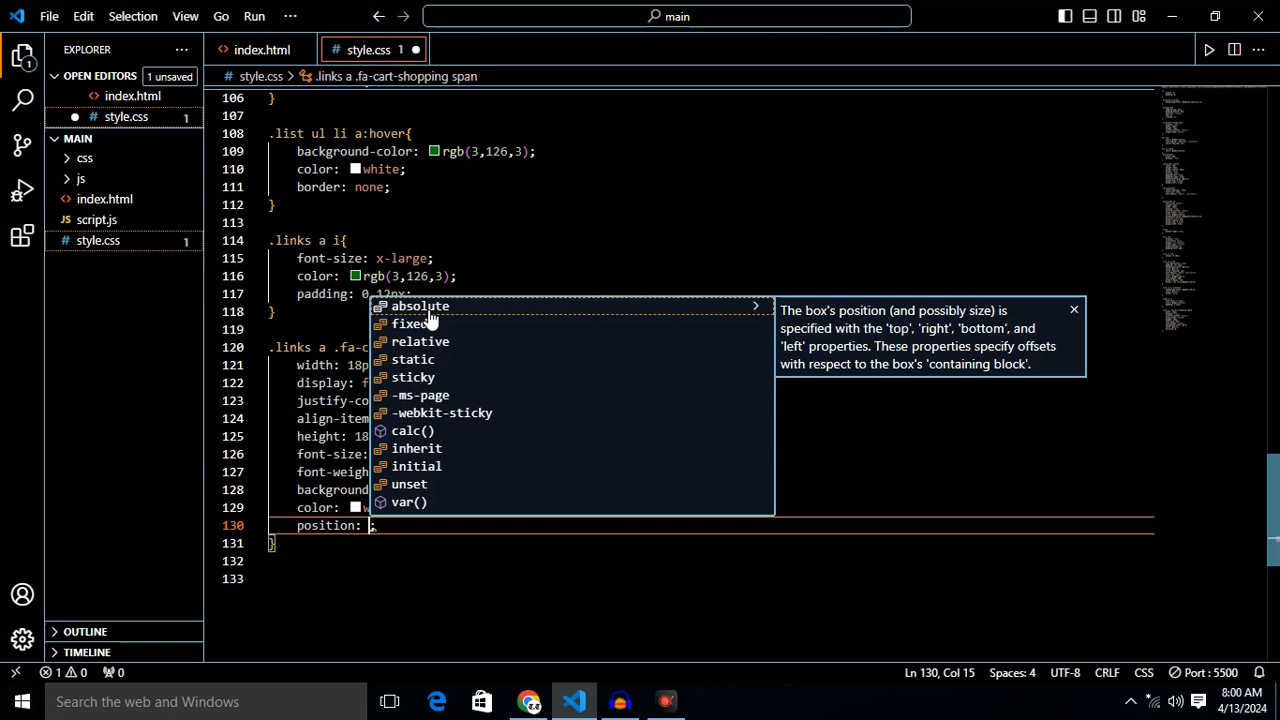 File Edit Selection View Go Run ··· main
EXPLORER ···
index.html
style.css 1
OPEN EDITORS 1 unsaved
index.html
style.css 1
MAIN
css
js
index.html
JS script.js
style.css 1
OUTLINE
TIMELINE
# style.css > .links a .fa-cart-shopping span
106 }
107
108 .list ul li a:hover{
109 background-color: rgb(3,126,3);
110 color: white;
111 border: none;
112 }
113
114 .links a i{
115 font-size: x-large;
116 color: rgb(3,126,3);
117 padding: 0 12px;
118 }
119
120 .links a .fa-c
121 width: 18p
122 display: f
123 justify-co
124 align-item
125 height: 18
126 font-size:
127 font-weigh
128 background
129 color: w
130 position: ;
131 }
132
133
absolute
fixed
relative
static
sticky
-ms-page
-webkit-sticky
calc()
inherit
initial
unset
var()
The box's position (and possibly size) is
specified with the 'top', 'right', 'bottom', and
'left' properties. These properties specify offsets
with respect to the box's 'containing block'.
1 0 0 Ln 130, Col 15 Spaces: 4 UTF-8 CRLF CSS Port : 5500
Search the web and Windows
8:00 AM
4/13/2024